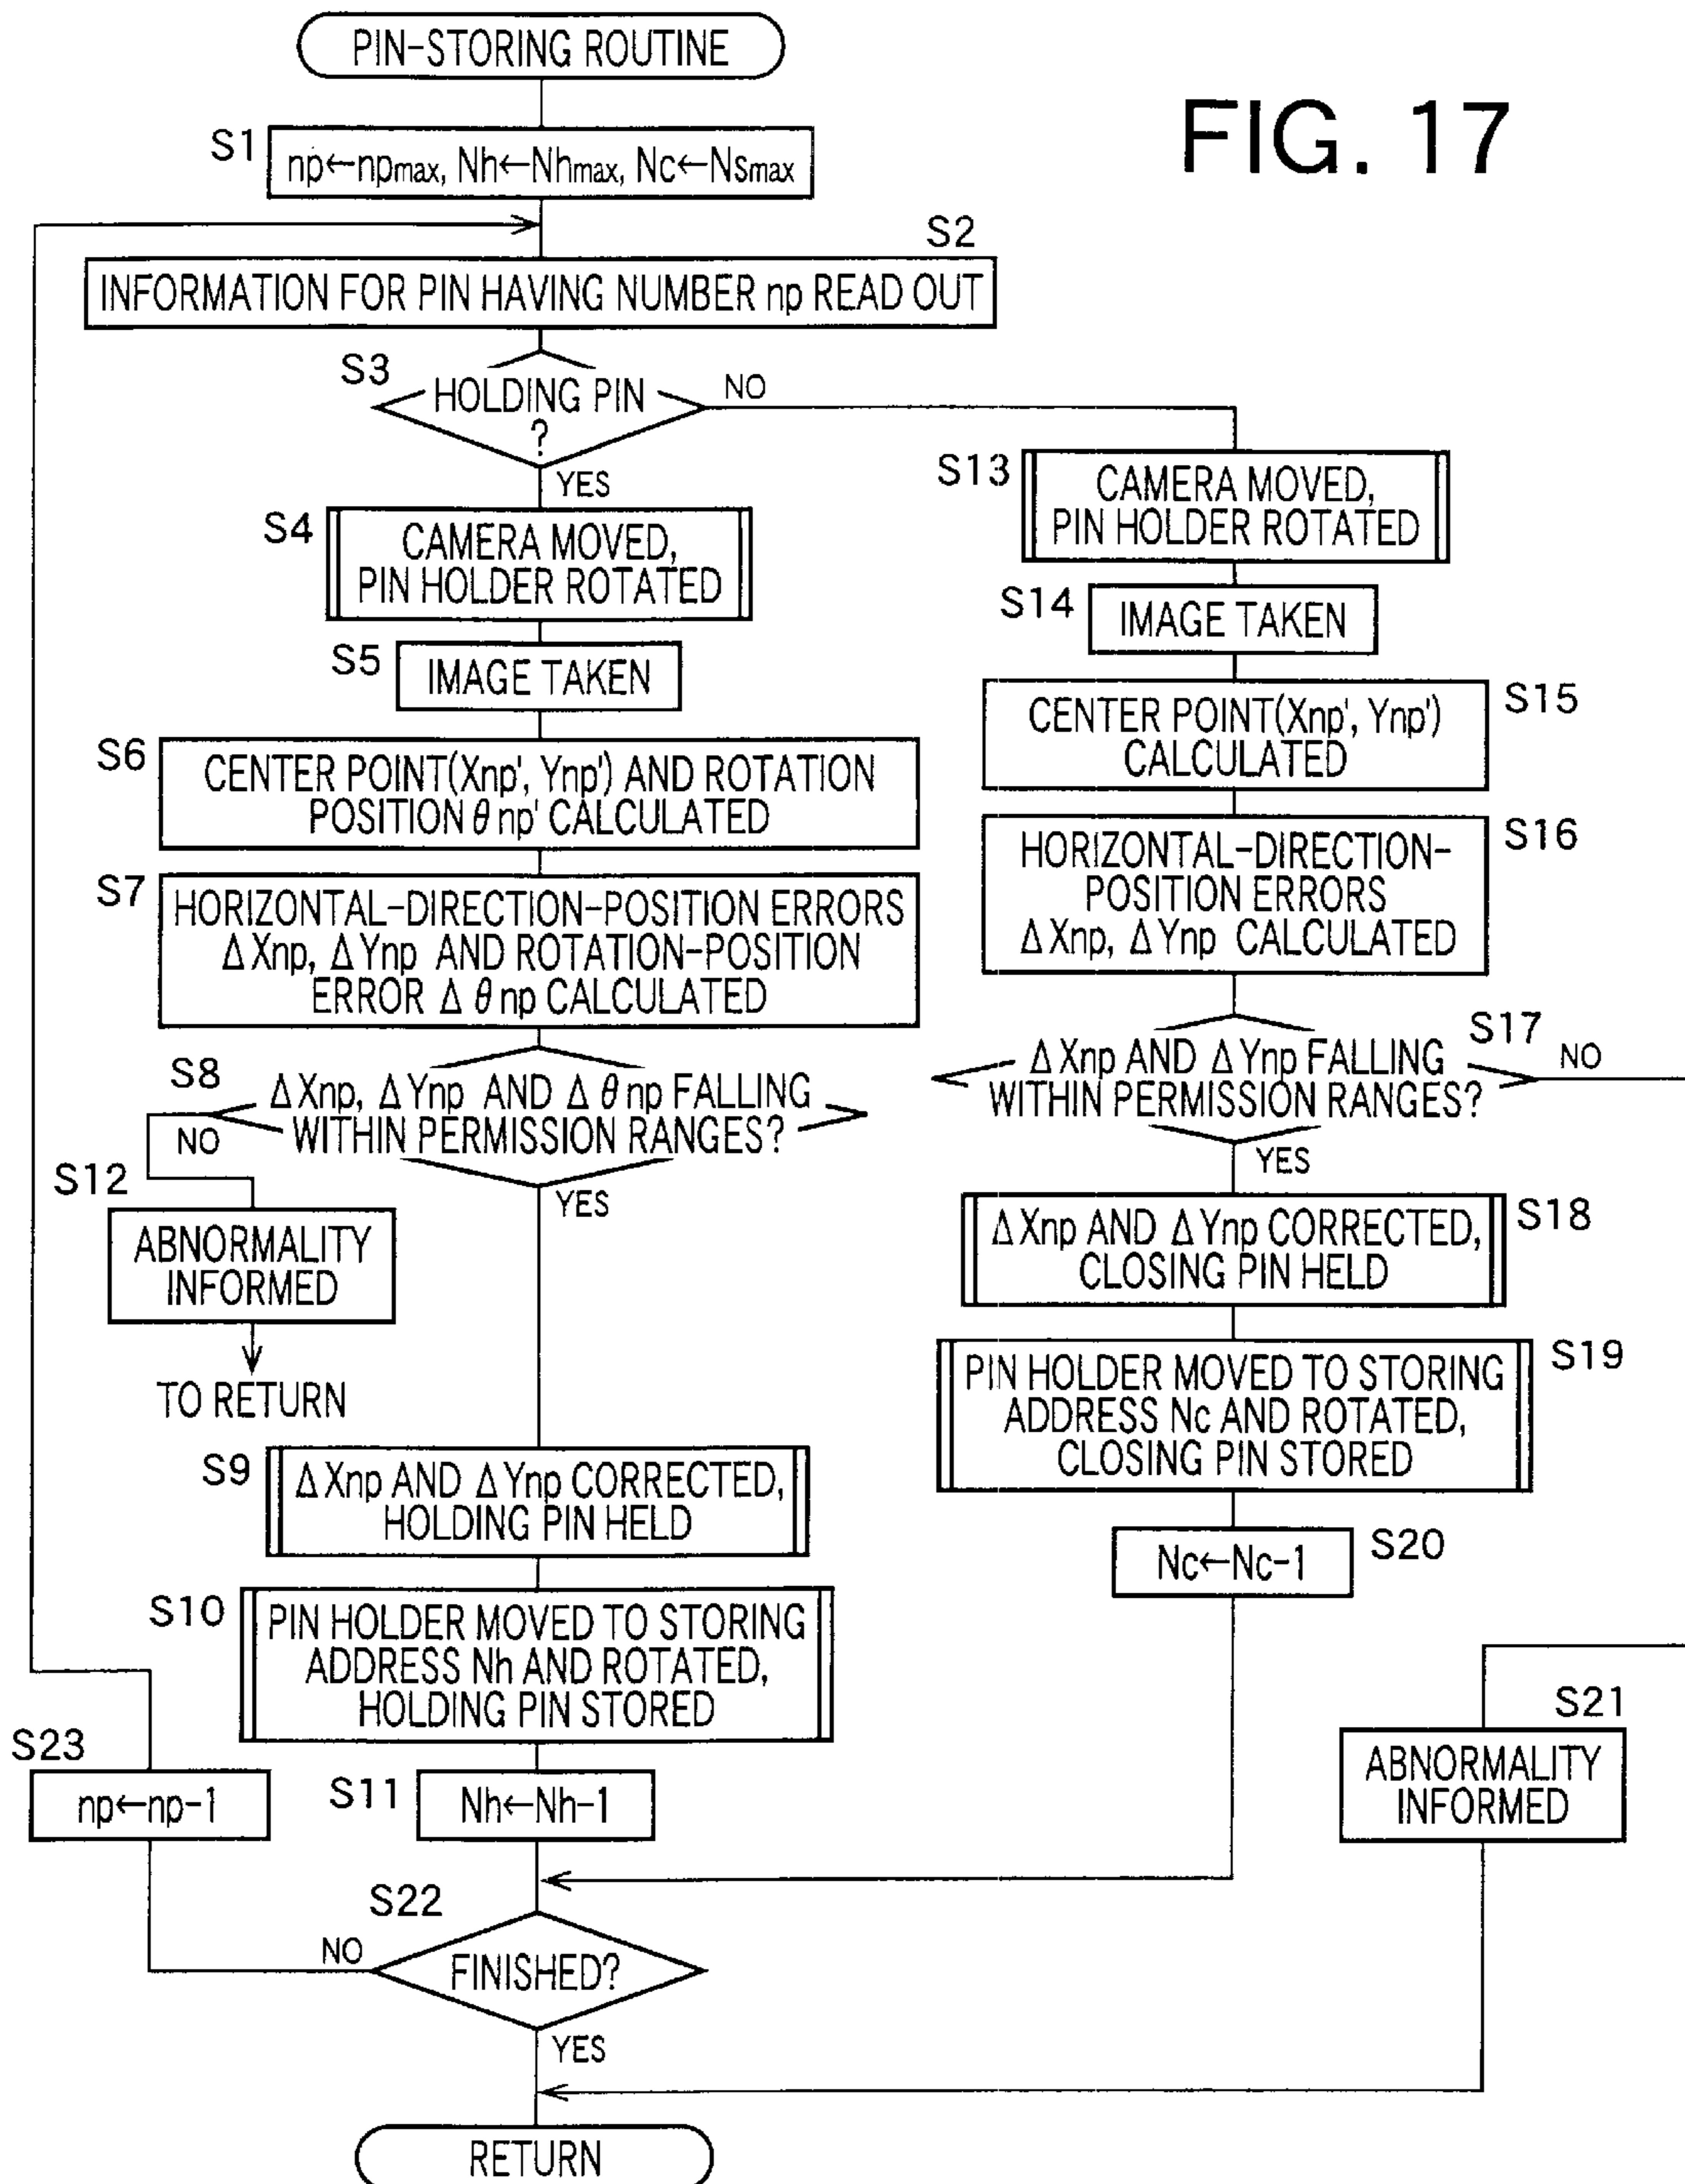 PIN-STORING ROUTINE
FIG. 17
S1
np←npmax, Nh←Nhmax, Nc←Nsmax
S2
INFORMATION FOR PIN HAVING NUMBER np READ OUT
S3
HOLDING PIN
?
NO
YES
S4
CAMERA MOVED,
PIN HOLDER ROTATED
S5
IMAGE TAKEN
S6
CENTER POINT(Xnp', Ynp') AND ROTATION
POSITION θnp' CALCULATED
S7
HORIZONTAL-DIRECTION-POSITION ERRORS
ΔXnp, ΔYnp AND ROTATION-POSITION
ERROR Δθnp CALCULATED
S8
ΔXnp, ΔYnp AND Δθnp FALLING
WITHIN PERMISSION RANGES?
NO
YES
S12
ABNORMALITY
INFORMED
TO RETURN
S9
ΔXnp AND ΔYnp CORRECTED,
HOLDING PIN HELD
S10
PIN HOLDER MOVED TO STORING
ADDRESS Nh AND ROTATED,
HOLDING PIN STORED
S11
Nh←Nh-1
S13
CAMERA MOVED,
PIN HOLDER ROTATED
S14
IMAGE TAKEN
S15
CENTER POINT(Xnp', Ynp')
CALCULATED
S16
HORIZONTAL-DIRECTION-
POSITION ERRORS
ΔXnp, ΔYnp CALCULATED
S17
ΔXnp AND ΔYnp FALLING
WITHIN PERMISSION RANGES?
NO
YES
S18
ΔXnp AND ΔYnp CORRECTED,
CLOSING PIN HELD
S19
PIN HOLDER MOVED TO STORING
ADDRESS Nc AND ROTATED,
CLOSING PIN STORED
S20
Nc←Nc-1
S21
ABNORMALITY
INFORMED
S23
np←np-1
S22
FINISHED?
NO
YES
RETURN